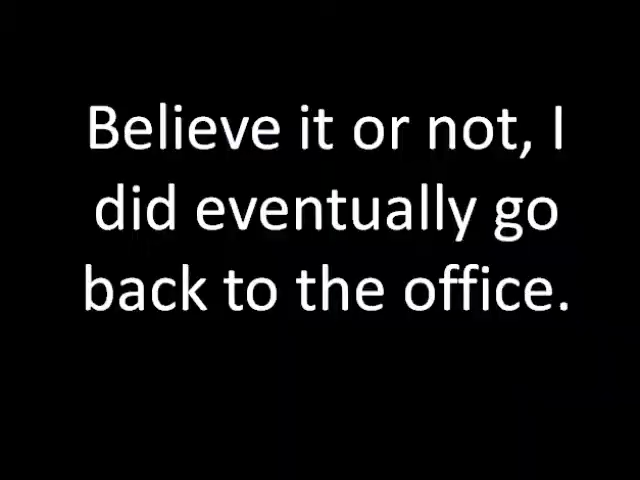 Believe it or not, I
did eventually go
back to the office.